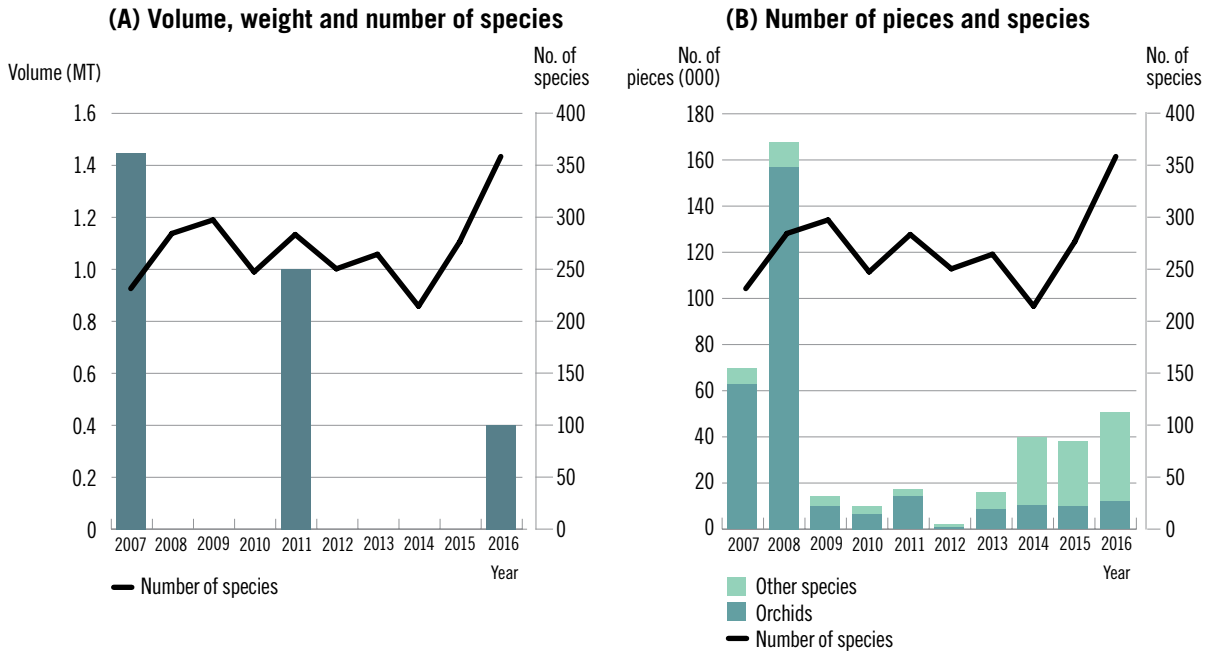 (A) Volume, weight and number of species
Volume (MT)
No. of
species
1.6
1.4
1.2
1.0
0.8
0.6
0.4
0.2
0
400
350
300
250
200
150
100
50
0
2007 2008 2009 2010 2011 2012 2013 2014 2015 2016
Year
Number of species
(B) Number of pieces and species
No. of
pieces (000)
No. of
species
180
160
140
120
100
80
60
40
20
0
400
350
300
250
200
150
100
50
0
2007 2008 2009 2010 2011 2012 2013 2014 2015 2016
Year
Other species
Orchids
Number of species